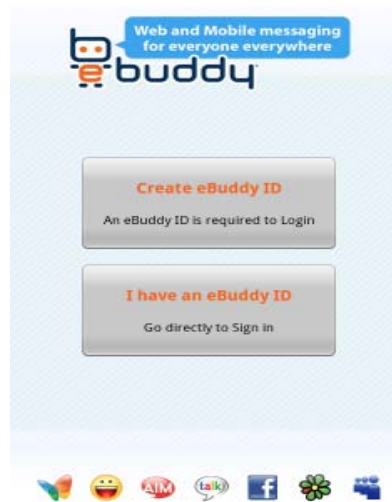 Web and Mobile messaging
for everyone everywhere
ebuddy
Create eBuddy ID
An eBuddy ID is required to Login
I have an eBuddy ID
Go directly to Sign in
AIM
talk
f